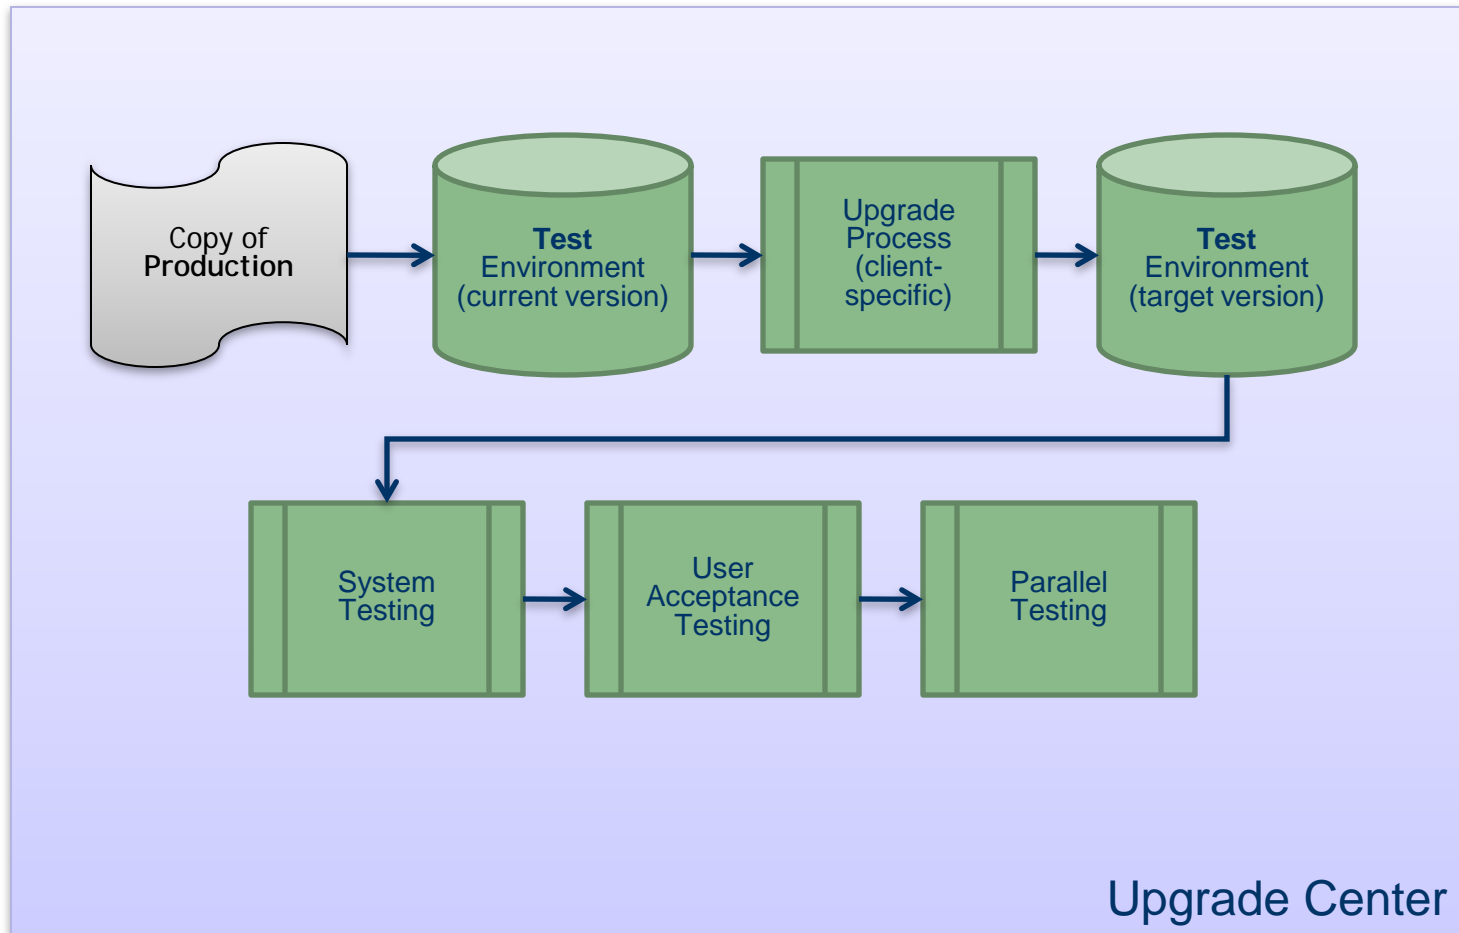 Copy of
Production
Test
Environment
(current version)
Upgrade
Process
(client-
specific)
Test
Environment
(target version)
System
Testing
User
Acceptance
Testing
Parallel
Testing
Upgrade Center